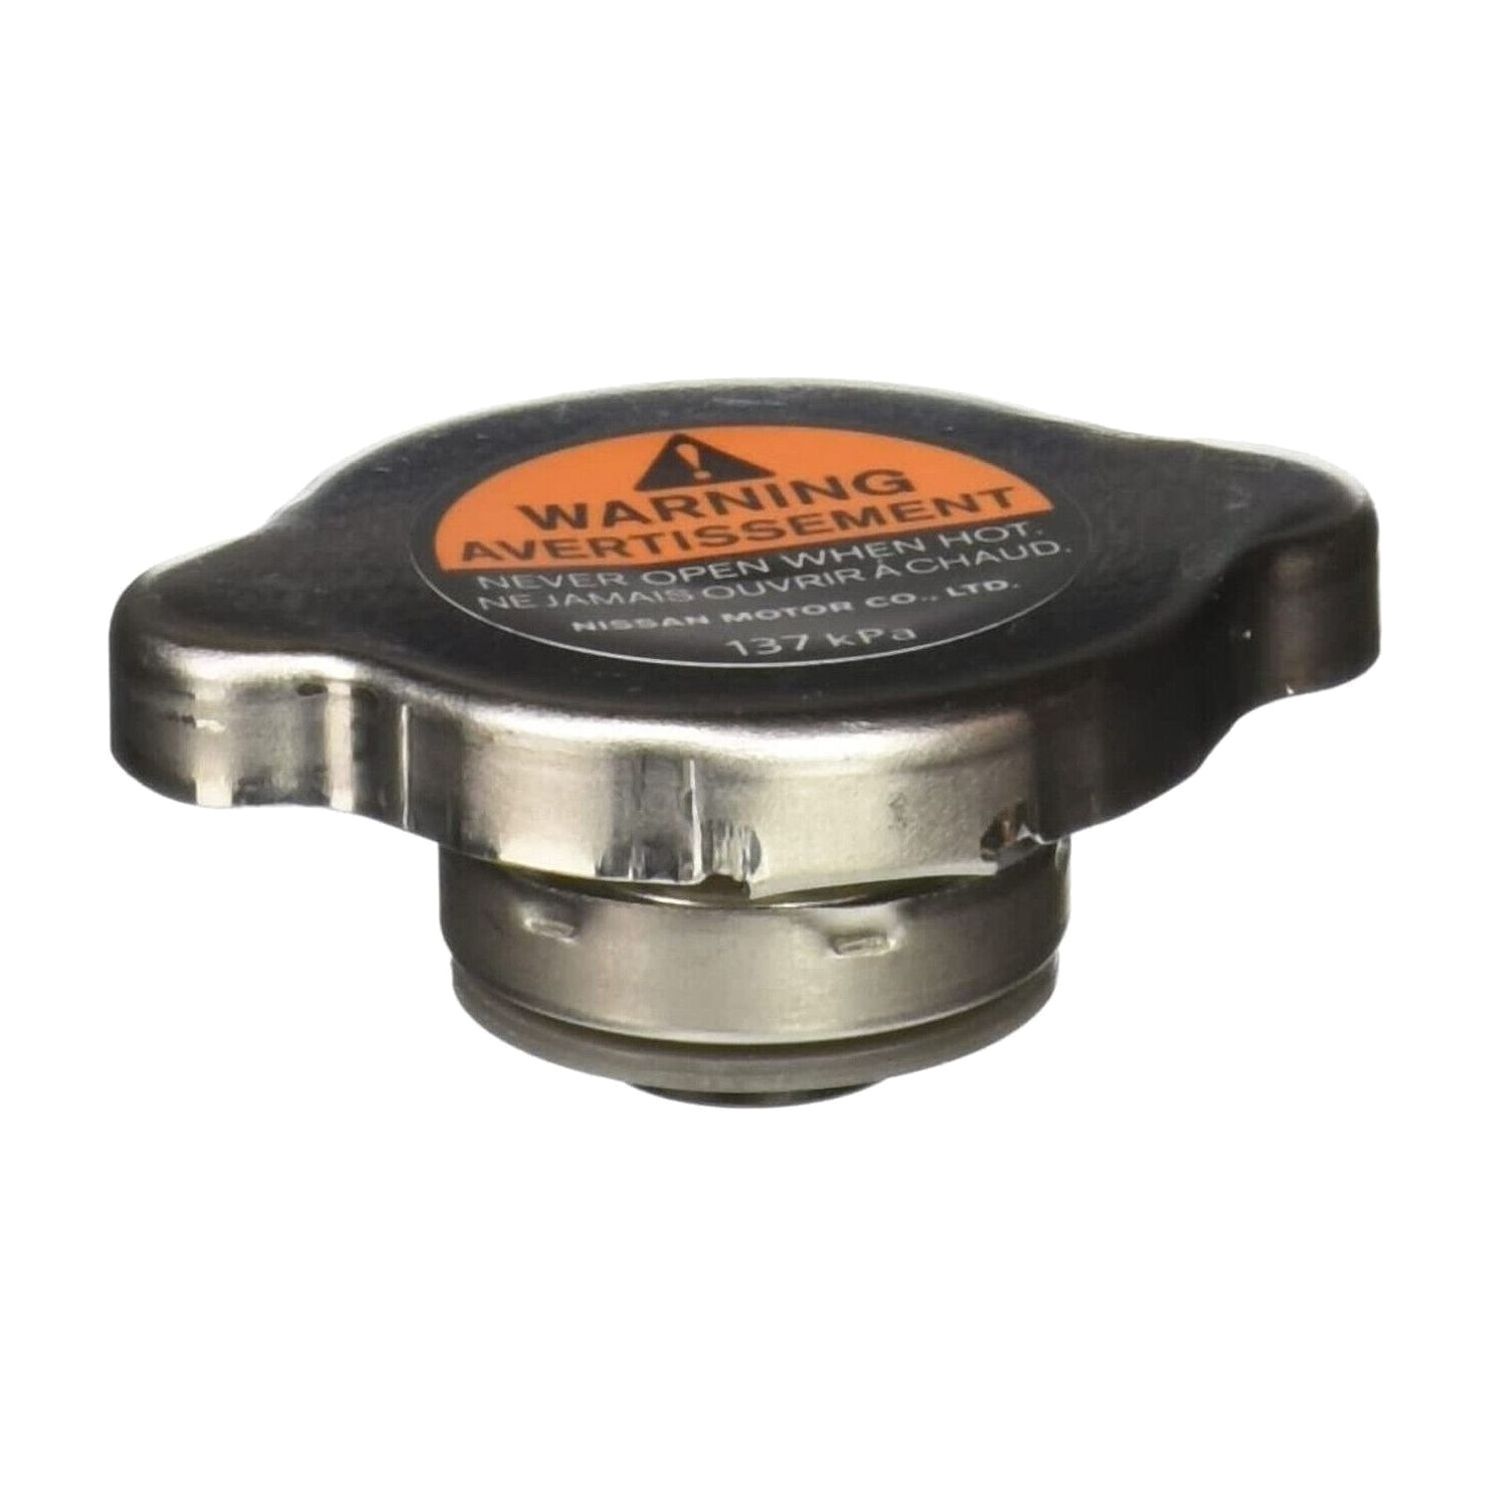 WARNING
AVERTISSEMENT
NEVER OPEN WHEN HOT.
NE JAMAIS OUVRIR À CHAUD.
NISSAN MOTOR CO., LTD.
137 kPa